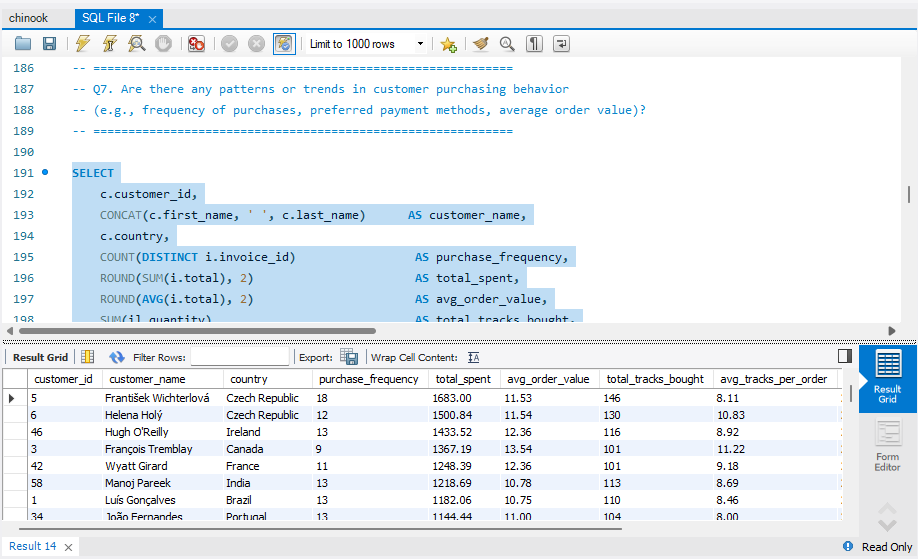 chinook SQL File 8*
Limit to 1000 rows
186 -- ============================================================
187 -- Q7. Are there any patterns or trends in customer purchasing behavior
188 -- (e.g., frequency of purchases, preferred payment methods, average order value)?
189 -- ============================================================
190
191 SELECT
192 c.customer_id,
193 CONCAT(c.first_name, ' ', c.last_name) AS customer_name,
194 c.country,
195 COUNT(DISTINCT i.invoice_id) AS purchase_frequency,
196 ROUND(SUM(i.total), 2) AS total_spent,
197 ROUND(AVG(i.total), 2) AS avg_order_value,
198 SUM(il.quantity) AS total_tracks_bought,
Result Grid Filter Rows: Export: Wrap Cell Content:
customer_id customer_name country purchase_frequency total_spent avg_order_value total_tracks_bought avg_tracks_per_order
5 František Wichterlová Czech Republic 18 1683.00 11.53 146 8.11
6 Helena Holý Czech Republic 12 1500.84 11.54 130 10.83
46 Hugh O'Reilly Ireland 13 1433.52 12.36 116 8.92
3 François Tremblay Canada 9 1367.19 13.54 101 11.22
42 Wyatt Girard France 11 1248.39 12.36 101 9.18
58 Manoj Pareek India 13 1218.69 10.78 113 8.69
1 Luís Gonçalves Brazil 13 1182.06 10.75 110 8.46
34 João Fernandes Portugal 13 1144.44 11.00 104 8.00
Result
Grid
Form
Editor
Result 14 Read Only